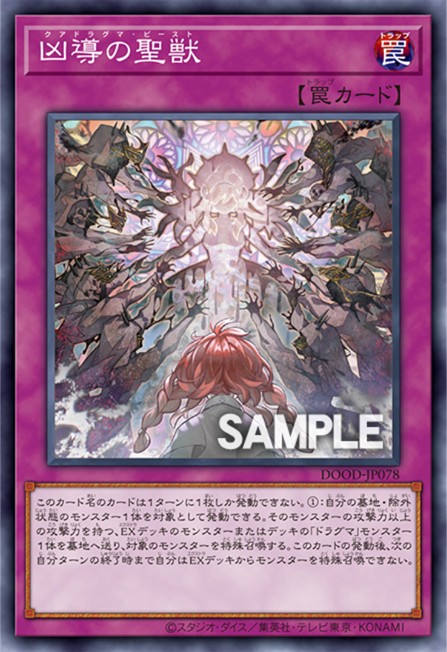 クアドラグマ・ビースト
凶導の聖獣
トラップ
罠
トラップ
【罠カード】
SAMPLE
DOOD-JP078
このカード名のカードは１ターンに１枚しか発動できない。①:自分の墓地・除外
状態のモンスター１体を対象として発動できる。そのモンスターの攻撃力以上
の攻撃力を持つ、EXデッキのモンスターまたはデッキの「ドラグマ」モンスター
１体を墓地へ送り、対象のモンスターを特殊召喚する。このカードの発動後、次の
自分ターンの終了時まで自分はEXデッキからモンスターを特殊召喚できない。
©スタジオ・ダイス／集英社・テレビ東京・KONAMI